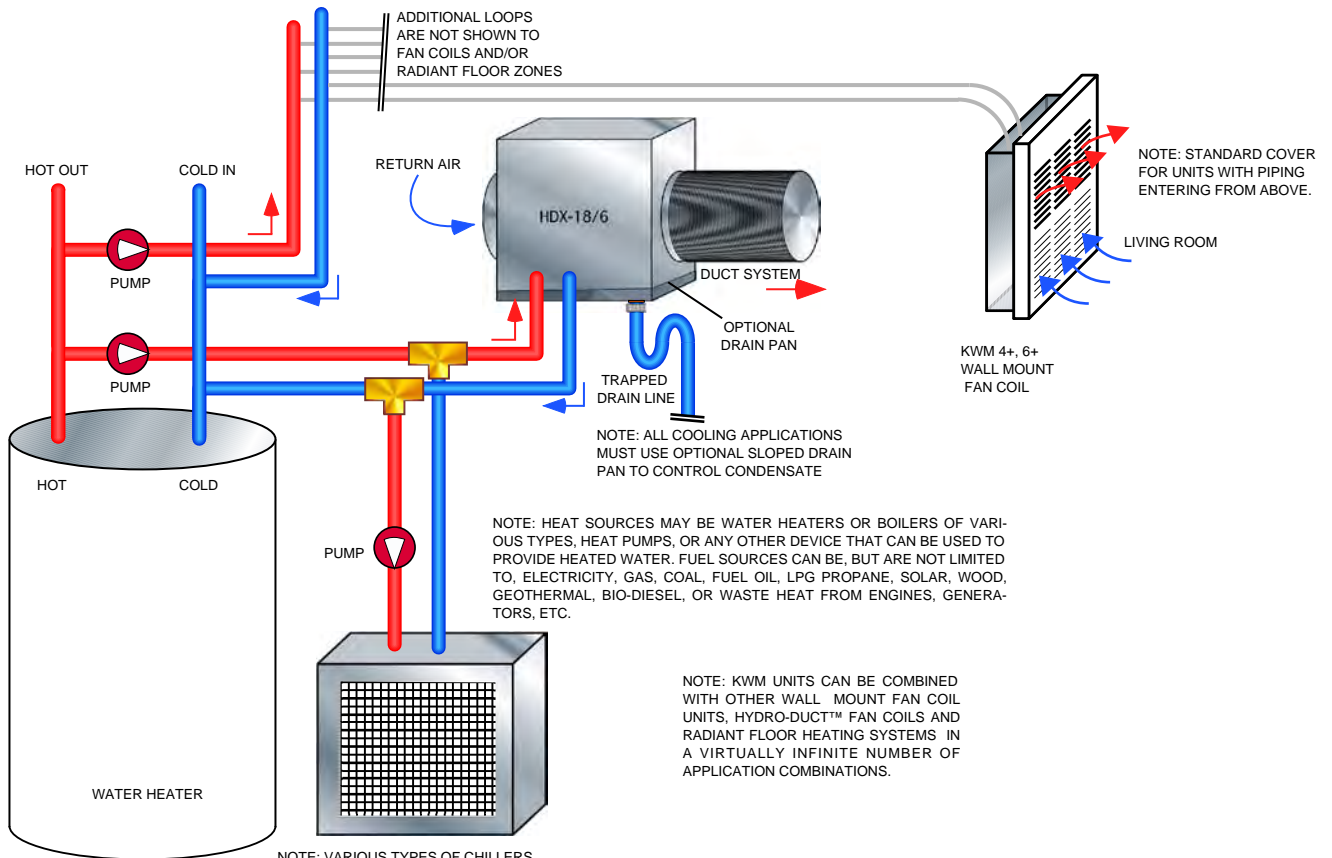 ADDITIONAL LOOPS
ARE NOT SHOWN TO
FAN COILS AND/OR
RADIANT FLOOR ZONES
HOT OUT
COLD IN
RETURN AIR
HDX-18/6
NOTE: STANDARD COVER
FOR UNITS WITH PIPING
ENTERING FROM ABOVE.
LIVING ROOM
PUMP
DUCT SYSTEM
OPTIONAL
DRAIN PAN
PUMP
KWM 4+, 6+
WALL MOUNT
FAN COIL
TRAPPED
DRAIN LINE
NOTE: ALL COOLING APPLICATIONS
MUST USE OPTIONAL SLOPED DRAIN
PAN TO CONTROL CONDENSATE
HOT
COLD
NOTE: HEAT SOURCES MAY BE WATER HEATERS OR BOILERS OF VARI-
OUS TYPES, HEAT PUMPS, OR ANY OTHER DEVICE THAT CAN BE USED TO
PROVIDE HEATED WATER. FUEL SOURCES CAN BE, BUT ARE NOT LIMITED
TO, ELECTRICITY, GAS, COAL, FUEL OIL, LPG PROPANE, SOLAR, WOOD,
GEOTHERMAL, BIO-DIESEL, OR WASTE HEAT FROM ENGINES, GENERA-
TORS, ETC.
PUMP
NOTE: KWM UNITS CAN BE COMBINED
WITH OTHER WALL MOUNT FAN COIL
UNITS, HYDRO-DUCT™ FAN COILS AND
RADIANT FLOOR HEATING SYSTEMS IN
A VIRTUALLY INFINITE NUMBER OF
APPLICATION COMBINATIONS.
WATER HEATER
NOTE: VARIOUS TYPES OF CHILLERS